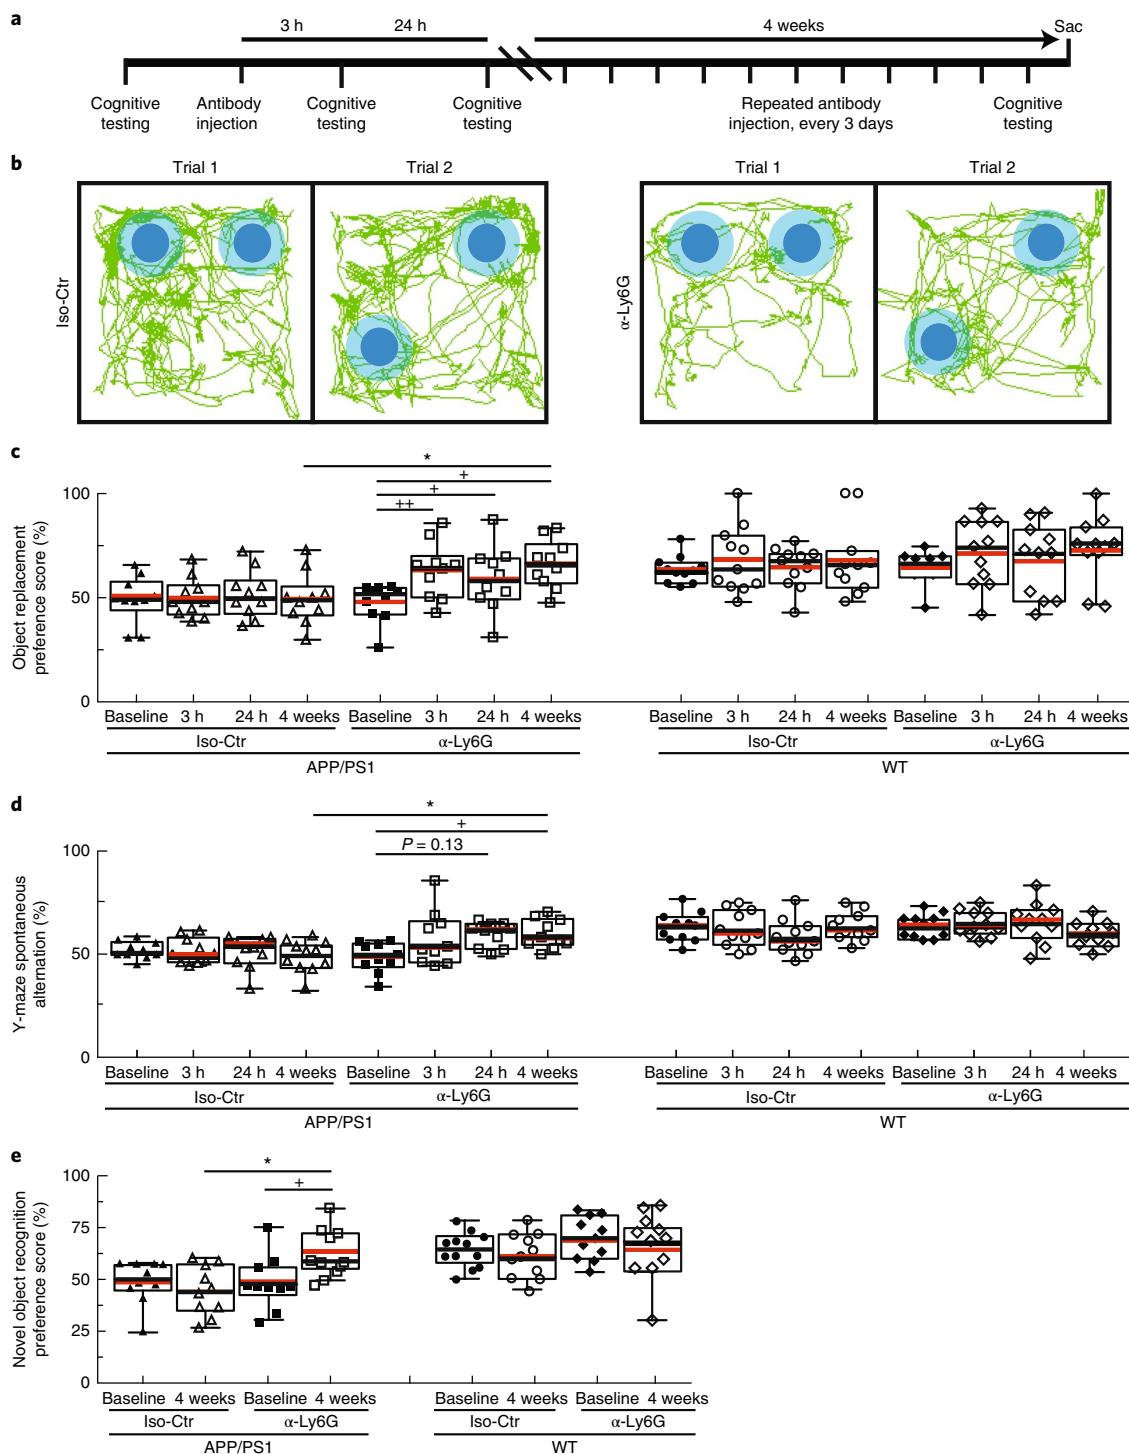 a
3 h 24 h 4 weeks Sac
Cognitive testing
Antibody injection
Cognitive testing
Cognitive testing
Repeated antibody injection, every 3 days
Cognitive testing
b
Trial 1 Trial 2 Trial 1 Trial 2
Iso-Ctr
α-Ly6G
c
*
+
+
++
Object replacement
preference score (%)
100
50
0
Baseline 3 h 24 h 4 weeks Baseline 3 h 24 h 4 weeks Baseline 3 h 24 h 4 weeks Baseline 3 h 24 h 4 weeks
Iso-Ctr α-Ly6G Iso-Ctr α-Ly6G
APP/PS1 WT
d
*
+
P = 0.13
Y-maze spontaneous
alternation (%)
100
50
0
Baseline 3 h 24 h 4 weeks Baseline 3 h 24 h 4 weeks Baseline 3 h 24 h 4 weeks Baseline 3 h 24 h 4 weeks
Iso-Ctr α-Ly6G Iso-Ctr α-Ly6G
APP/PS1 WT
e
*
+
Novel object recognition
preference score (%)
100
75
50
25
0
Baseline 4 weeks Baseline 4 weeks Baseline 4 weeks Baseline 4 weeks
Iso-Ctr α-Ly6G Iso-Ctr α-Ly6G
APP/PS1 WT